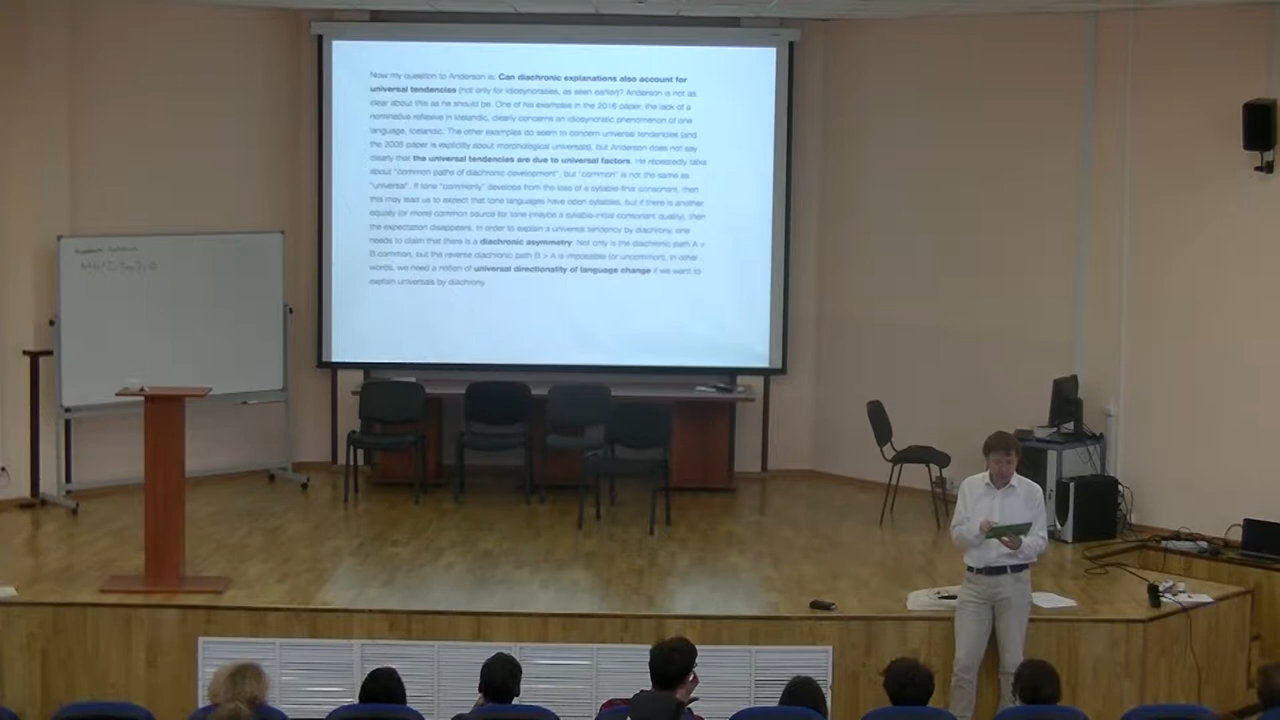 Now my question to Anderson is: Can diachronic explanations also account for
universal tendencies (not only for idiosyncrasies, as seen earlier)? Anderson is not as
clear about this as he should be. One of his examples in the 2016 paper, the lack of a
nominative reflexive in Icelandic, clearly concerns an idiosyncratic phenomenon of one
language, Icelandic. The other examples do seem to concern universal tendencies (and
the 2005 paper is explicitly about morphological universals), but Anderson does not say
clearly that the universal tendencies are due to universal factors. He repeatedly talks
about "common paths of diachronic development", but "common" is not the same as
"universal". If tone "commonly" develops from the loss of a syllable-final consonant, then
this may lead us to expect that tone languages have open syllables, but if there is another
equally (or more) common source for tone (maybe a syllable-initial consonant quality), then
the expectation disappears. In order to explain a universal tendency by diachrony, one
needs to claim that there is a diachronic asymmetry. Not only is the diachronic path A >
B common, but the reverse diachronic path B > A is impossible (or uncommon). In other
words, we need a notion of universal directionality of language change if we want to
explain universals by diachrony.